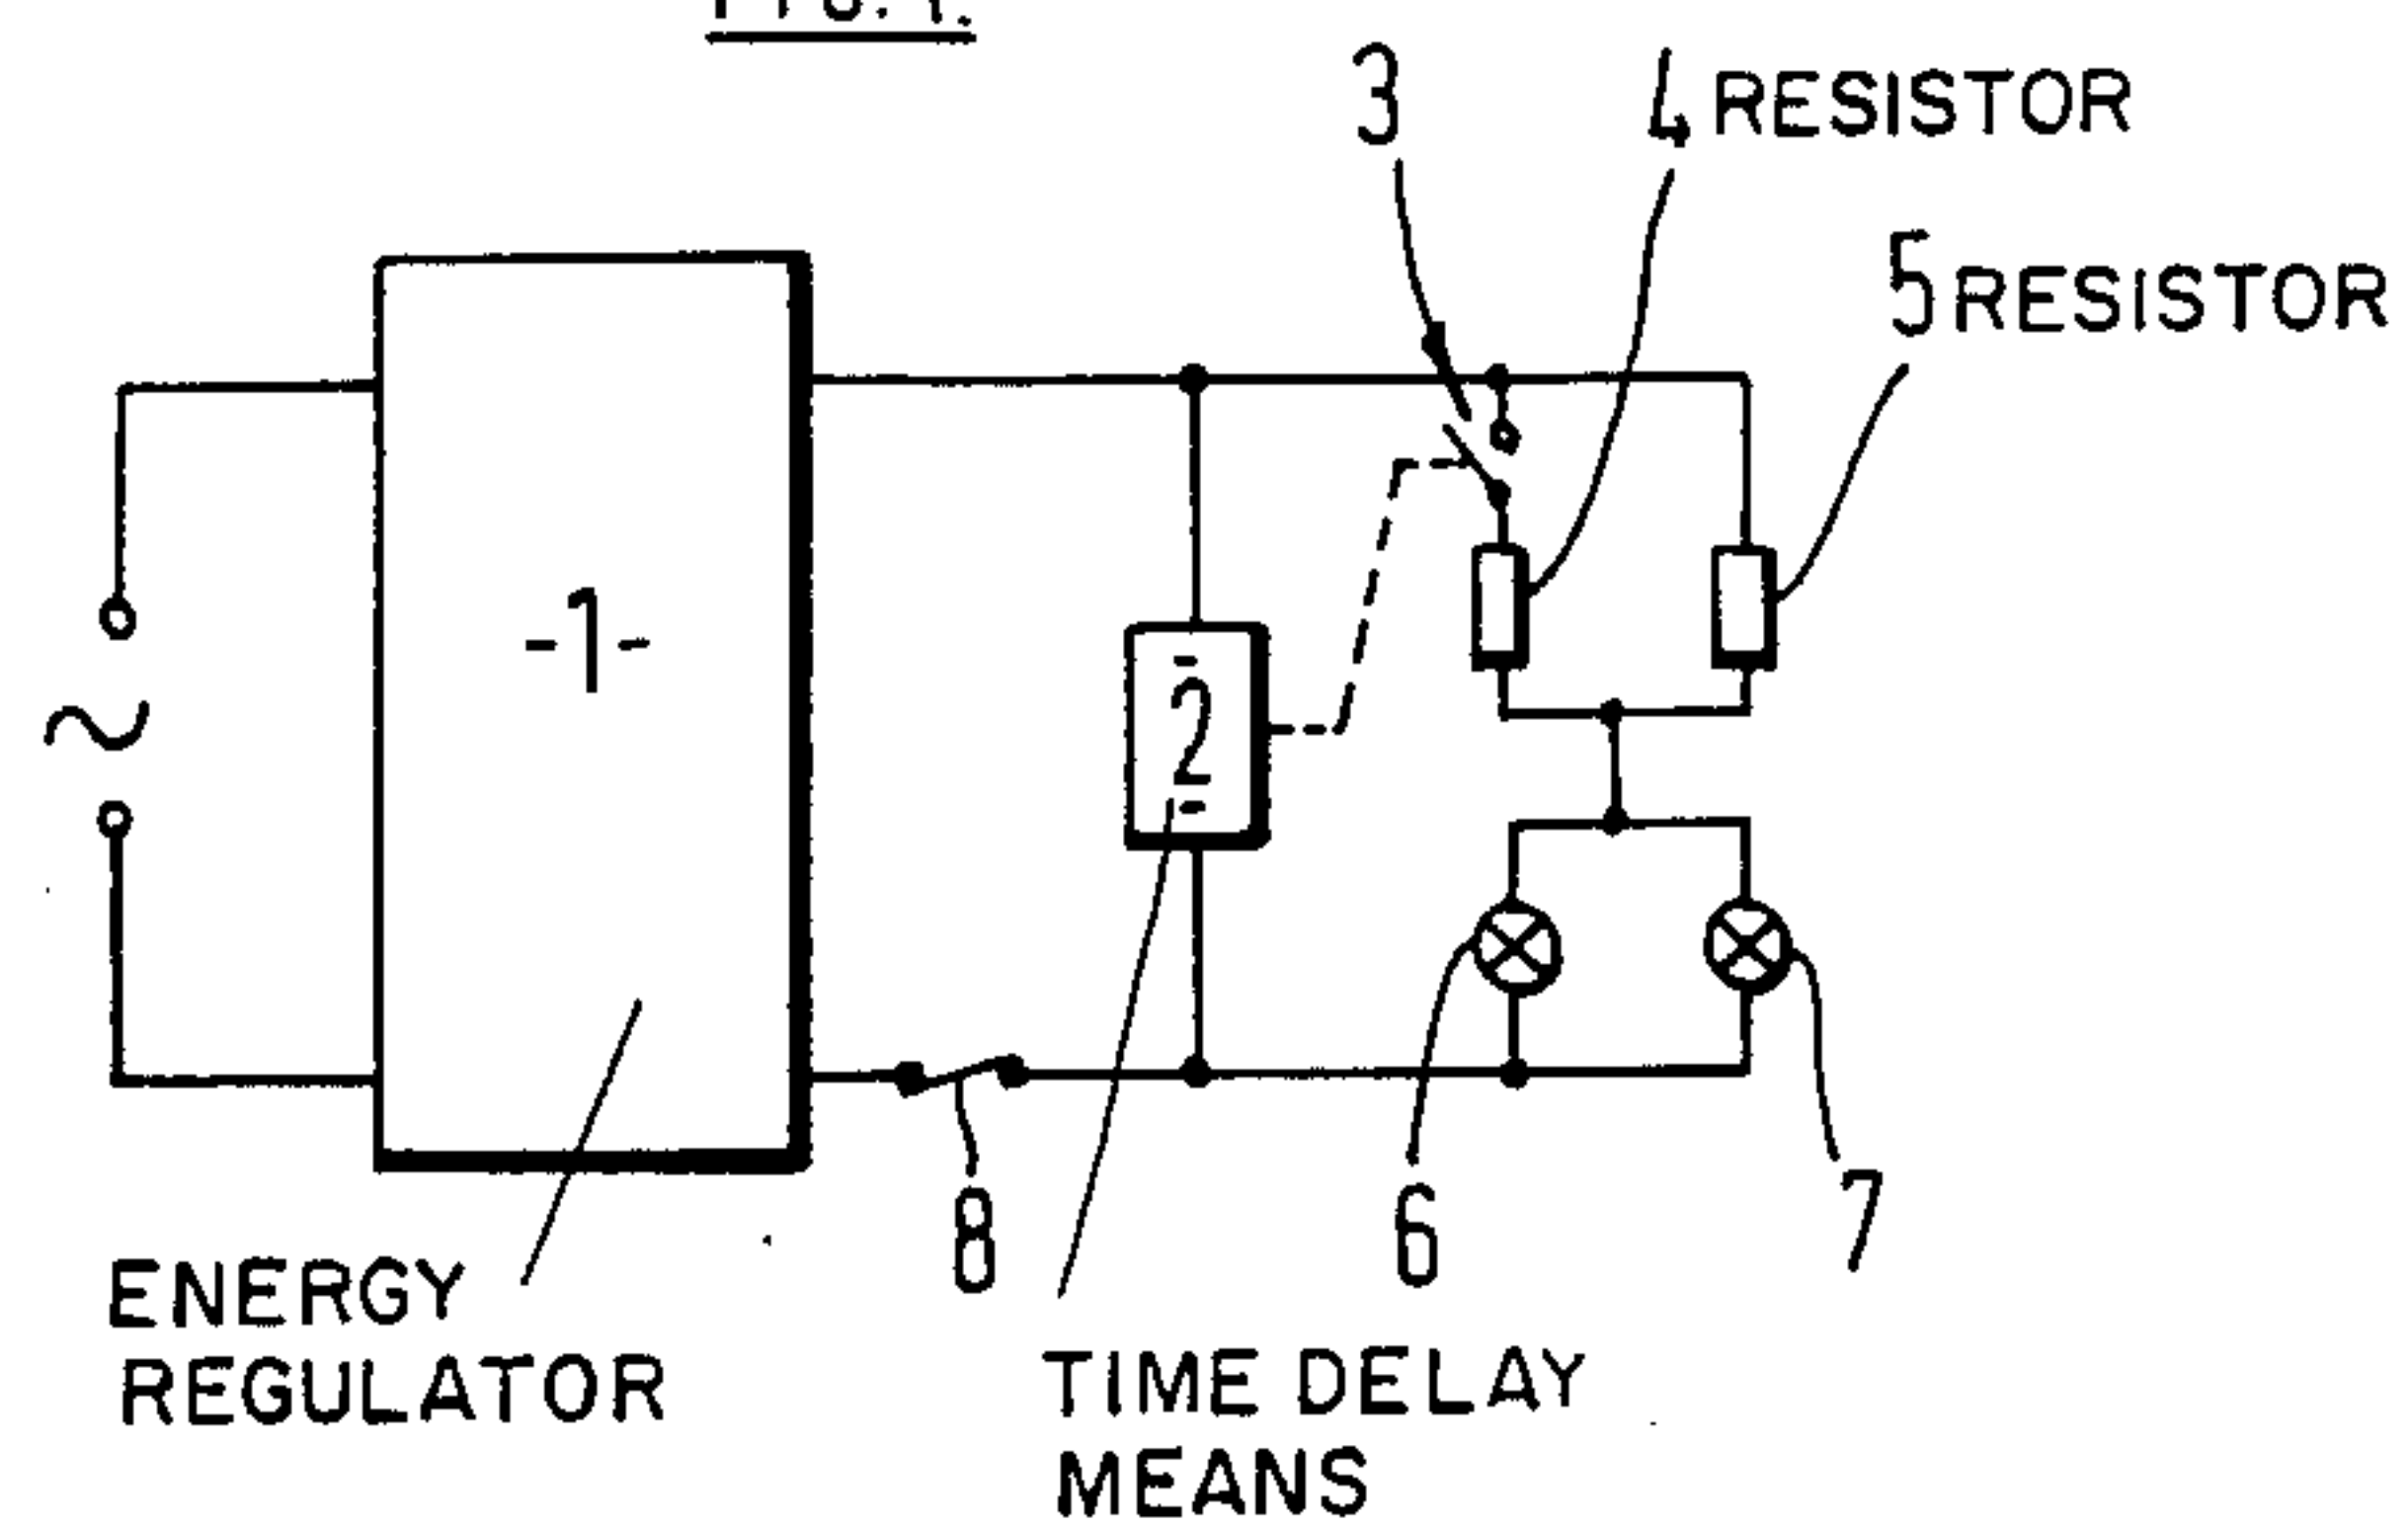 3
4 RESISTOR
5 RESISTOR
-1-
2
8
6
7
ENERGY
REGULATOR
TIME DELAY
MEANS